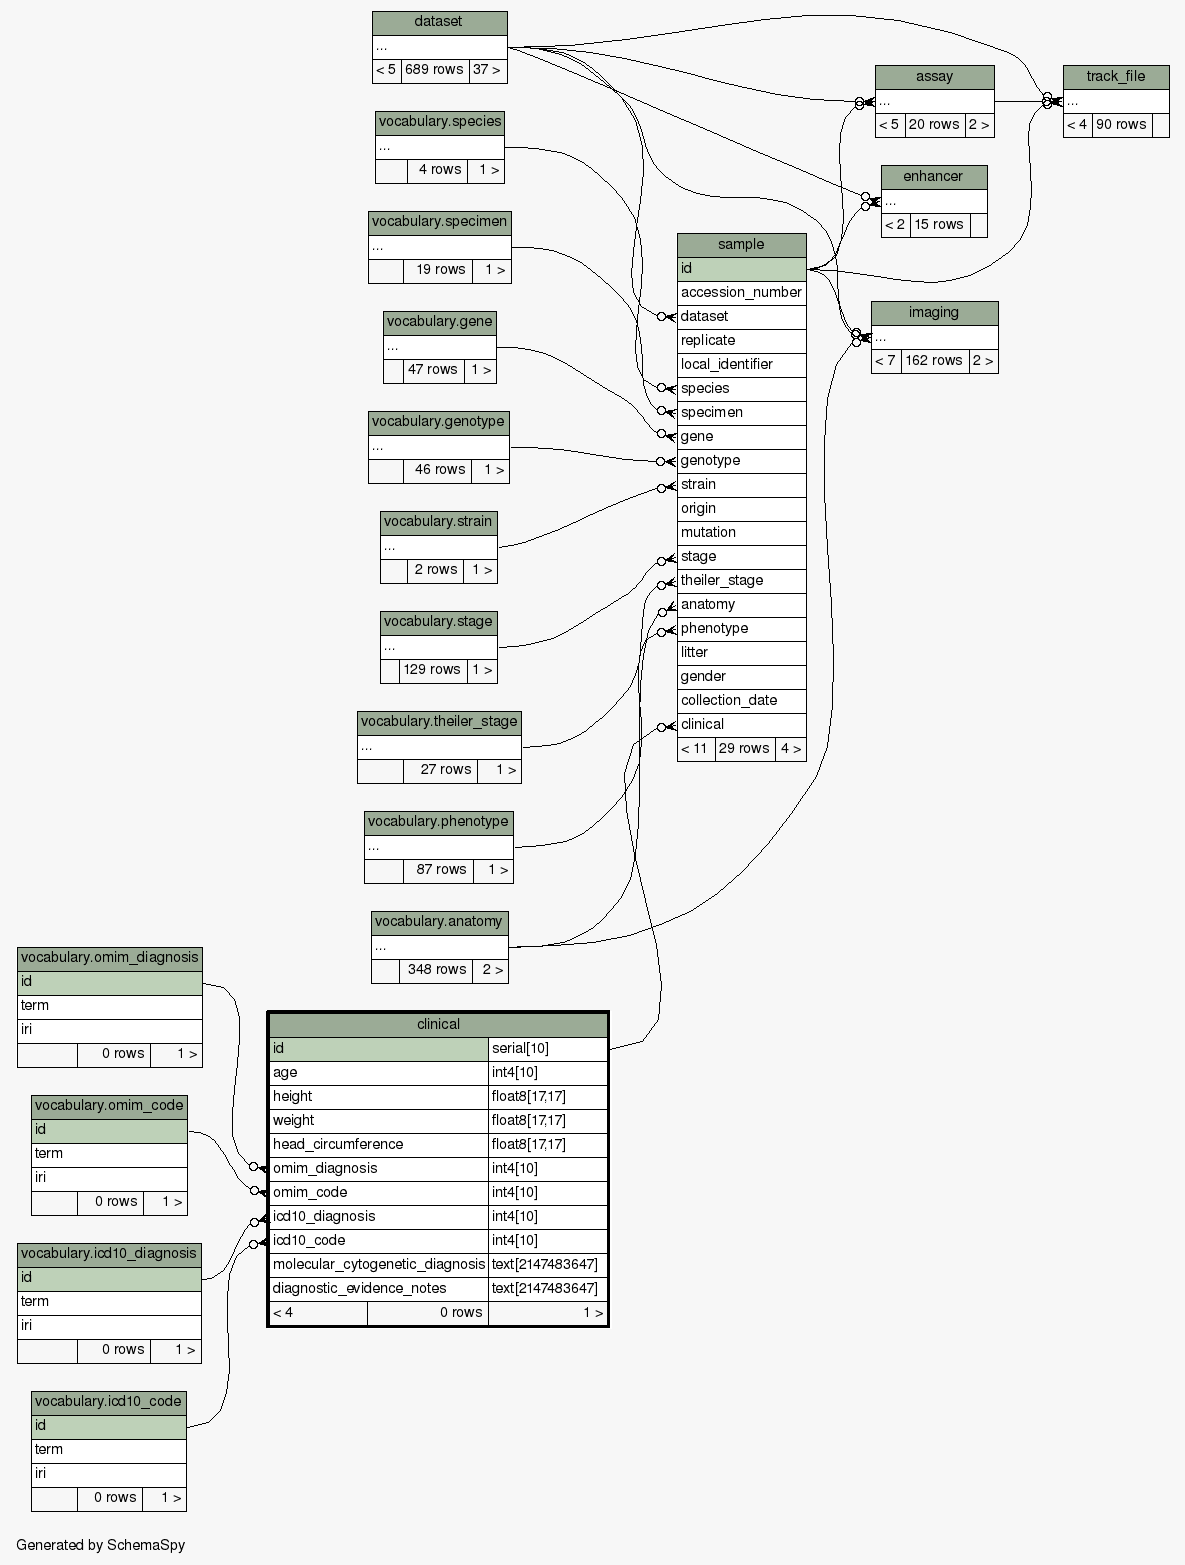 dataset
...
< 5 689 rows 37 >
vocabulary.species
...
4 rows 1 >
vocabulary.specimen
...
19 rows 1 >
vocabulary.gene
...
47 rows 1 >
vocabulary.genotype
...
46 rows 1 >
vocabulary.strain
...
2 rows 1 >
vocabulary.stage
...
129 rows 1 >
vocabulary.theiler_stage
...
27 rows 1 >
vocabulary.phenotype
...
87 rows 1 >
vocabulary.anatomy
...
348 rows 2 >
assay
...
< 5 20 rows 2 >
track_file
...
< 4 90 rows
enhancer
...
< 2 15 rows
imaging
...
< 7 162 rows 2 >
sample
id
accession_number
dataset
replicate
local_identifier
species
specimen
gene
genotype
strain
origin
mutation
stage
theiler_stage
anatomy
phenotype
litter
gender
collection_date
clinical
< 11 29 rows 4 >
vocabulary.omim_diagnosis
id
term
iri
0 rows 1 >
vocabulary.omim_code
id
term
iri
0 rows 1 >
vocabulary.icd10_diagnosis
id
term
iri
0 rows 1 >
vocabulary.icd10_code
id
term
iri
0 rows 1 >
clinical
id serial[10]
age int4[10]
height float8[17,17]
weight float8[17,17]
head_circumference float8[17,17]
omim_diagnosis int4[10]
omim_code int4[10]
icd10_diagnosis int4[10]
icd10_code int4[10]
molecular_cytogenetic_diagnosis text[2147483647]
diagnostic_evidence_notes text[2147483647]
< 4 0 rows 1 >
Generated by SchemaSpy